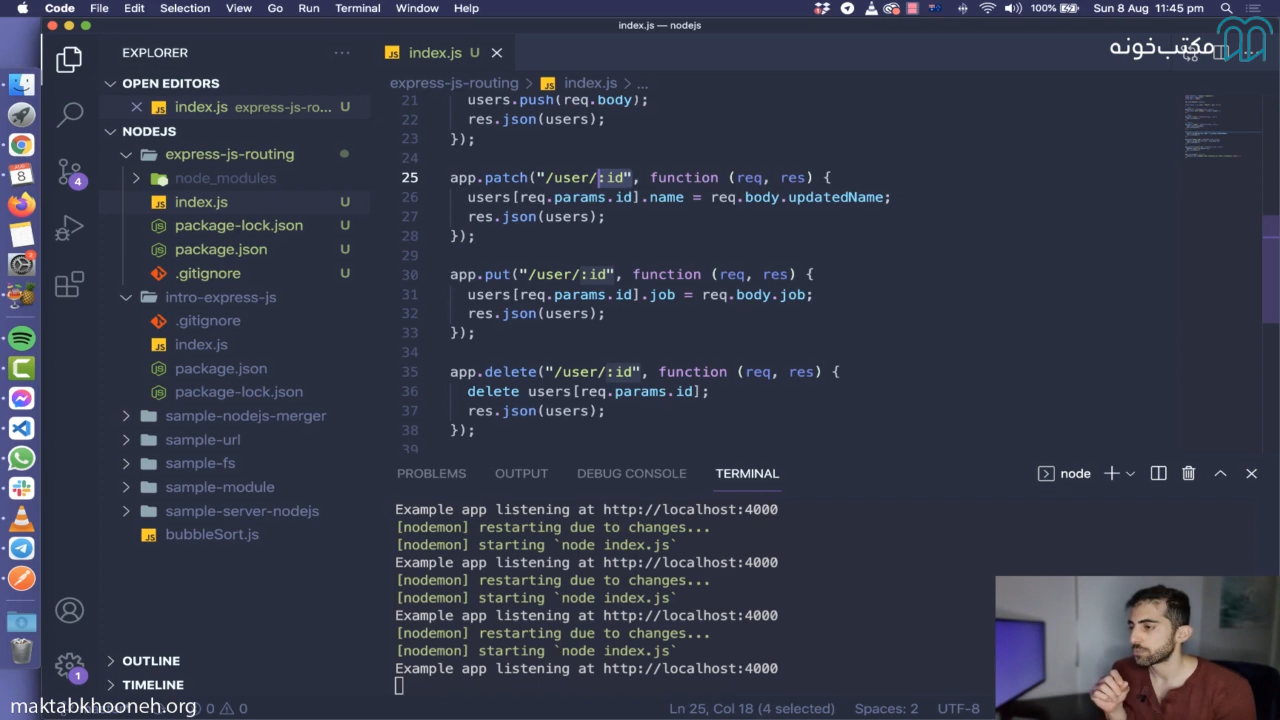 Code File Edit Selection View Go Run Terminal Window Help 100% Sun 8 Aug 11:45 pm
index.js — nodejs
مکتب‌خونه
EXPLORER
index.js U
OPEN EDITORS
express-js-routing > index.js > ...
index.js express-js-ro... U
NODEJS
express-js-routing
node_modules
index.js U
package-lock.json U
package.json U
.gitignore U
intro-express-js
.gitignore
index.js
package.json
package-lock.json
sample-nodejs-merger
sample-url
sample-fs
sample-module
sample-server-nodejs
bubbleSort.js
OUTLINE
TIMELINE
21 users.push(req.body);
22 res.json(users);
23 });
24
25 app.patch("/user/:id", function (req, res) {
26 users[req.params.id].name = req.body.updatedName;
27 res.json(users);
28 });
29
30 app.put("/user/:id", function (req, res) {
31 users[req.params.id].job = req.body.job;
32 res.json(users);
33 });
34
35 app.delete("/user/:id", function (req, res) {
36 delete users[req.params.id];
37 res.json(users);
38 });
39
PROBLEMS OUTPUT DEBUG CONSOLE TERMINAL node
Example app listening at http://localhost:4000
[nodemon] restarting due to changes...
[nodemon] starting `node index.js`
Example app listening at http://localhost:4000
[nodemon] restarting due to changes...
[nodemon] starting `node index.js`
Example app listening at http://localhost:4000
[nodemon] restarting due to changes...
[nodemon] starting `node index.js`
Example app listening at http://localhost:4000
4
1
8
2
maktabkhooneh.org
0 0
Ln 25, Col 18 (4 selected) Spaces: 2 UTF-8